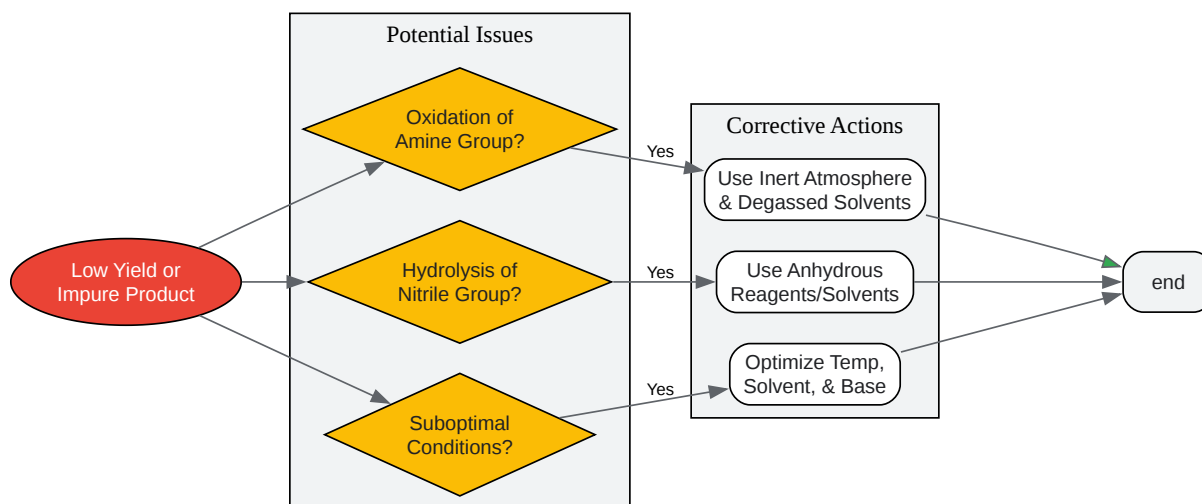 Potential Issues
Oxidation of
Amine Group?
Corrective Actions
Yes
Use Inert Atmosphere
& Degassed Solvents
Low Yield or
Impure Product
Hydrolysis of
Nitrile Group?
Yes
Use Anhydrous
Reagents/Solvents
end
Optimize Temp,
Solvent, & Base
Yes
Suboptimal
Conditions?